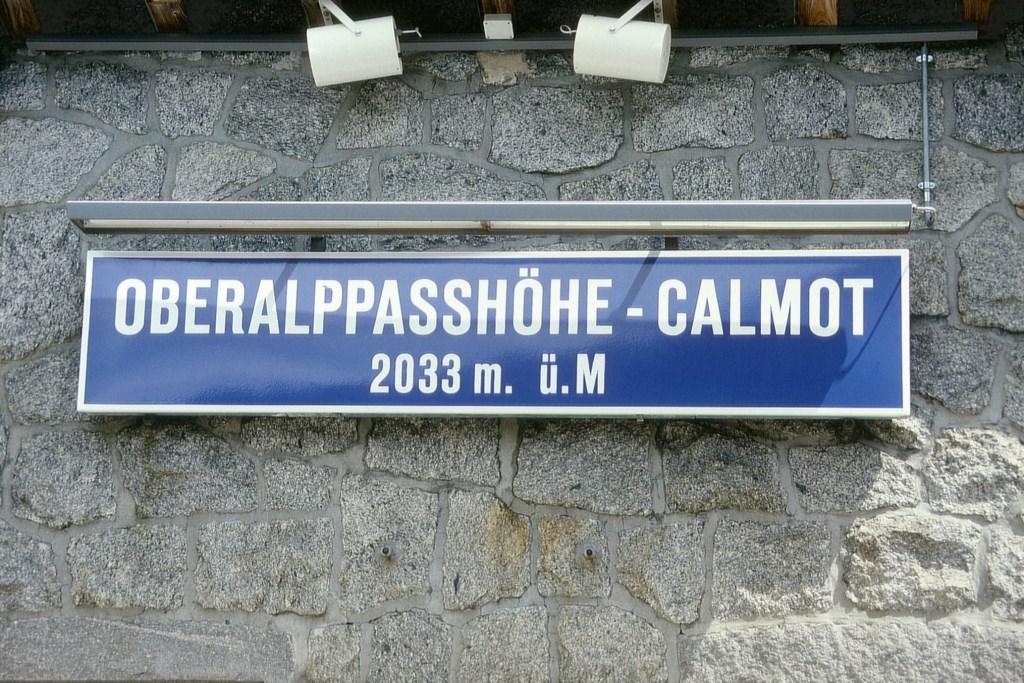 OBERALPPASSHÖHE - CALMOT
2033 m. ü.M